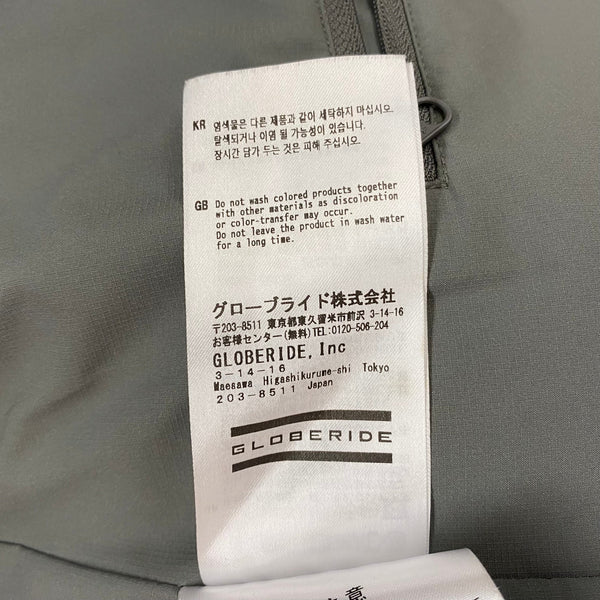 KR 염색물은 다른 제품과 같이 세탁하지 마십시오.
탈색되거나 이염 될 가능성이 있습니다.
장시간 담가 두는 것은 피해 주십시오.
GB Do not wash colored products together
with other materials as discoloration
or color-transfer may occur.
Do not leave the product in wash water
for a long time.
グローブライド株式会社
〒203-8511 東京都東久留米市前沢 3-14-16
お客様センター(無料)TEL:0120-506-204
GLOBERIDE, Inc
3-14-16
Maesawa Higashikurume-shi Tokyo
203-8511 Japan
GLOBERIDE
意